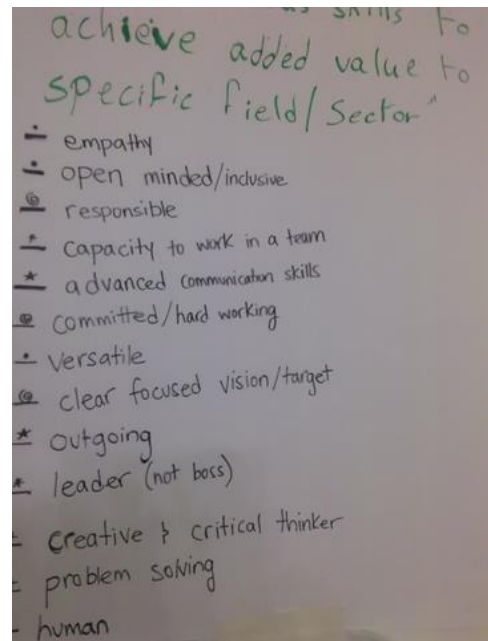 skills to
achieve added value to
specific field/Sector"
- empathy
- open minded/inclusive
- responsible
- capacity to work in a team
- advanced communication skills
- committed/hard working
- versatile
- clear focused vision/target
- outgoing
- leader (not boss)
- creative & critical thinker
- problem solving
- human